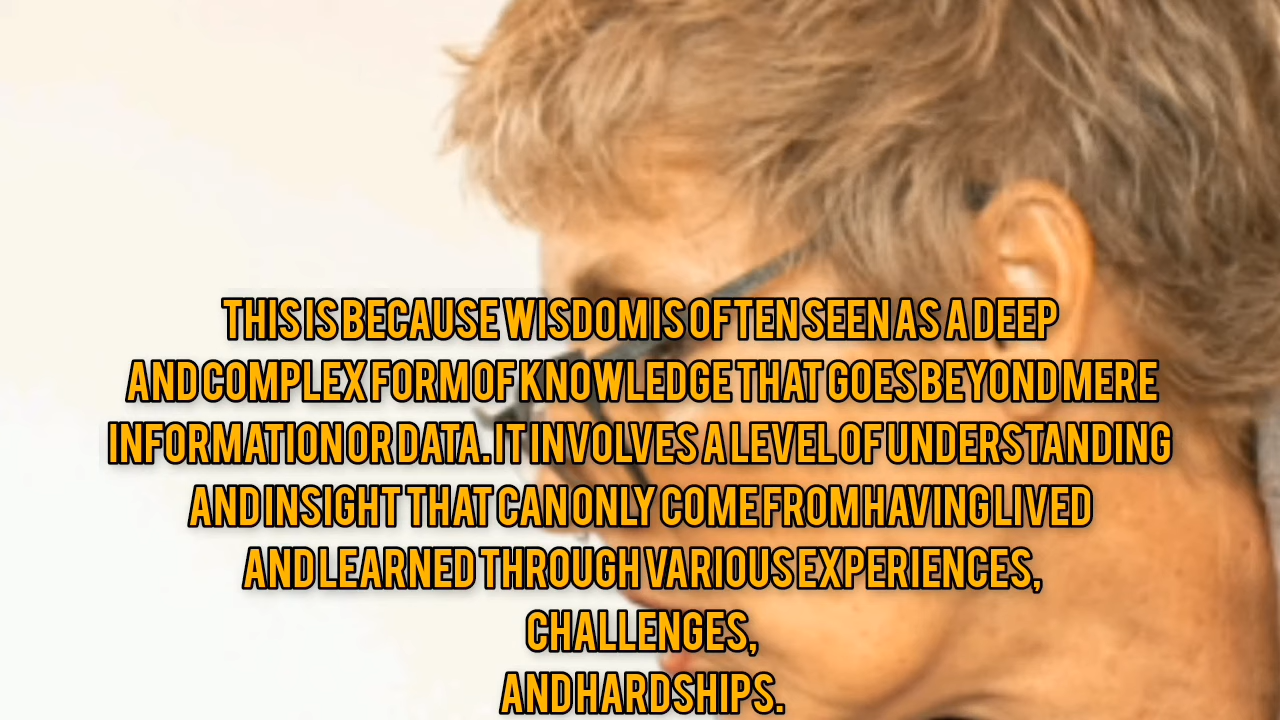 THIS IS BECAUSE WISDOM IS OFTEN SEEN AS A DEEP
AND COMPLEX FORM OF KNOWLEDGE THAT GOES BEYOND MERE
INFORMATION OR DATA. IT INVOLVES A LEVEL OF UNDERSTANDING
AND INSIGHT THAT CAN ONLY COME FROM HAVING LIVED
AND LEARNED THROUGH VARIOUS EXPERIENCES,
CHALLENGES,
AND HARDSHIPS.